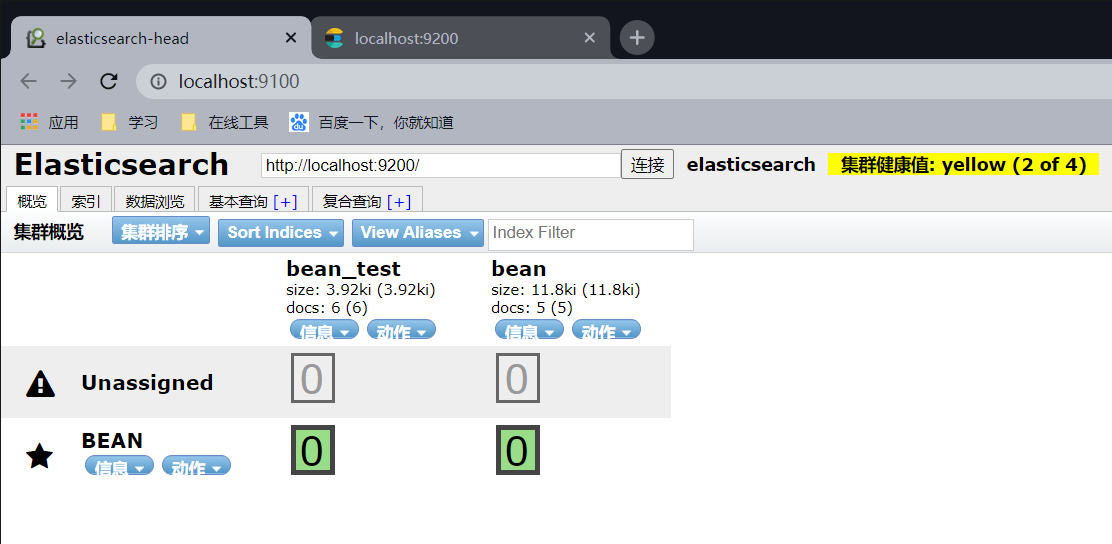 elasticsearch-head
localhost:9200
localhost:9100
应用 学习 在线工具 百度一下，你就知道
Elasticsearch http://localhost:9200/ 连接 elasticsearch 集群健康值: yellow (2 of 4)
概览 索引 数据浏览 基本查询 [+] 复合查询 [+]
集群概览 集群排序 Sort Indices View Aliases Index Filter
bean_test bean
size: 3.92ki (3.92ki) size: 11.8ki (11.8ki)
docs: 6 (6) docs: 5 (5)
信息 动作 信息 动作
Unassigned 0 0
BEAN 0 0
信息 动作